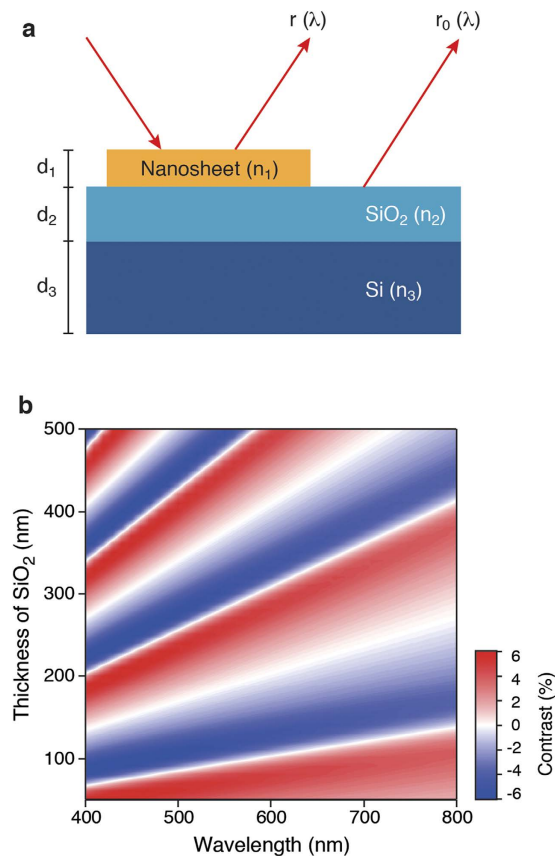 a
r (λ)
r₀ (λ)
d₁
Nanosheet (n₁)
d₂
SiO₂ (n₂)
d₃
Si (n₃)
b
Thickness of SiO₂ (nm)
500
400
300
200
100
400
500
600
700
800
Wavelength (nm)
6
4
2
0
-2
-4
-6
Contrast (%)